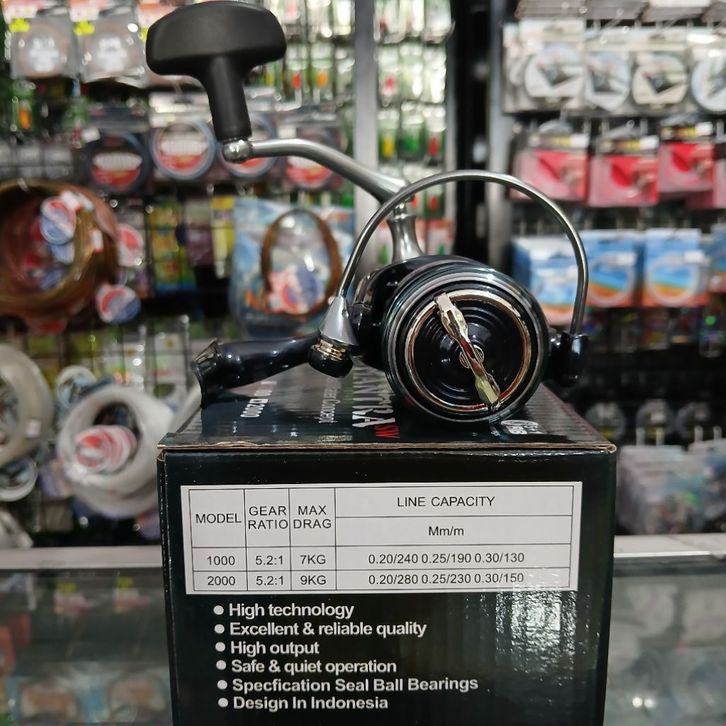 MODEL GEAR RATIO MAX DRAG LINE CAPACITY
Mm/m
1000 5.2:1 7KG 0.20/240 0.25/190 0.30/130
2000 5.2:1 9KG 0.20/280 0.25/230 0.30/150
● High technology
● Excellent & reliable quality
● High output
● Safe & quiet operation
● Specfication Seal Ball Bearings
● Design In Indonesia